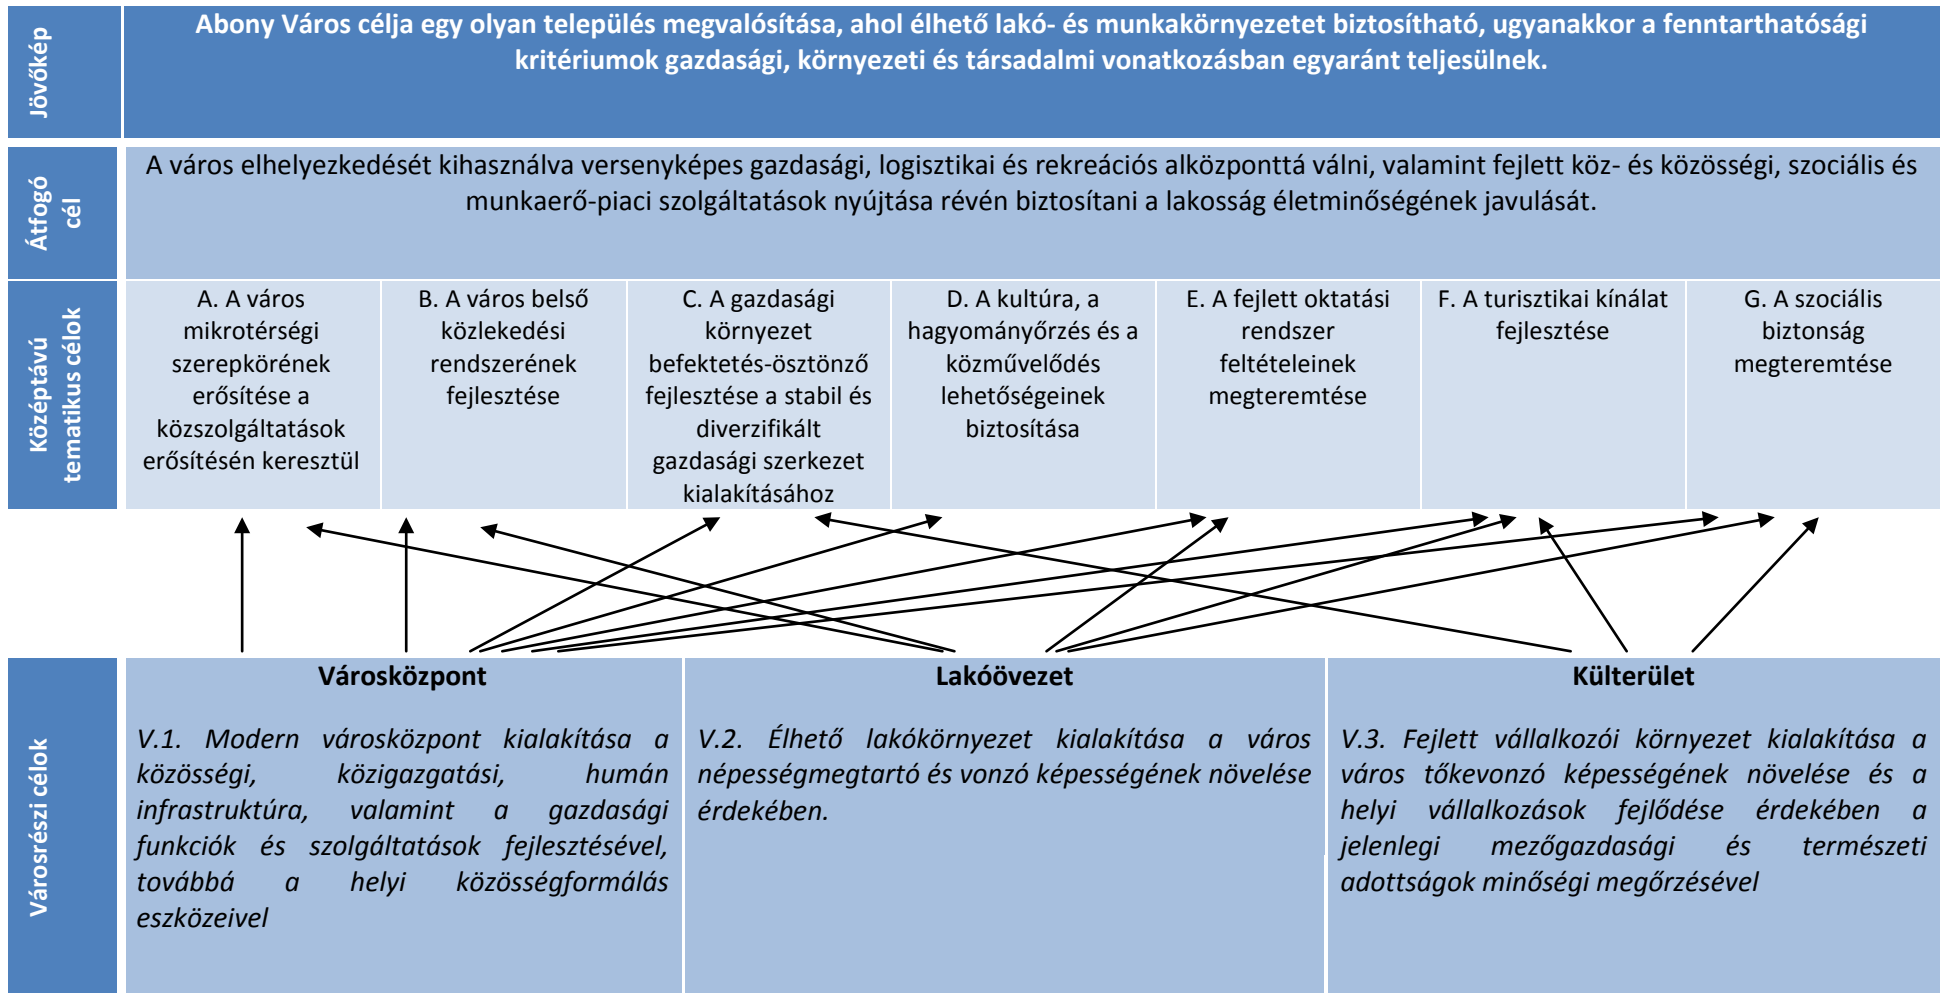 Jövőkép
Abony Város célja egy olyan település megvalósítása, ahol élhető lakó- és munkakörnyezetet biztosítható, ugyanakkor a fenntarthatósági
kritériumok gazdasági, környezeti és társadalmi vonatkozásban egyaránt teljesülnek.
Átfogó
cél
A város elhelyezkedését kihasználva versenyképes gazdasági, logisztikai és rekreációs alközponttá válni, valamint fejlett köz- és közösségi, szociális és
munkaerő-piaci szolgáltatások nyújtása révén biztosítani a lakosság életminőségének javulását.
Középtávú
tematikus célok
A. A város
mikrotérségi
szerepkörének
erősítése a
közszolgáltatások
erősítésén keresztül
B. A város belső
közlekedési
rendszerének
fejlesztése
C. A gazdasági
környezet
befektetés-ösztönző
fejlesztése a stabil és
diverzifikált
gazdasági szerkezet
kialakításához
D. A kultúra, a
hagyományőrzés és a
közművelődés
lehetőségeinek
biztosítása
E. A fejlett oktatási
rendszer
feltételeinek
megteremtése
F. A turisztikai kínálat
fejlesztése
G. A szociális
biztonság
megteremtése
Városrészi célok
Városközpont
V.1. Modern városközpont kialakítása a
közösségi, közigazgatási, humán
infrastruktúra, valamint a gazdasági
funkciók és szolgáltatások fejlesztésével,
továbbá a helyi közösségformálás
eszközeivel
Lakóövezet
V.2. Élhető lakókörnyezet kialakítása a város
népességmegtartó és vonzó képességének növelése
érdekében.
Külterület
V.3. Fejlett vállalkozói környezet kialakítása a
város tőkevonzó képességének növelése és a
helyi vállalkozások fejlődése érdekében a
jelenlegi mezőgazdasági és természeti
adottságok minőségi megőrzésével